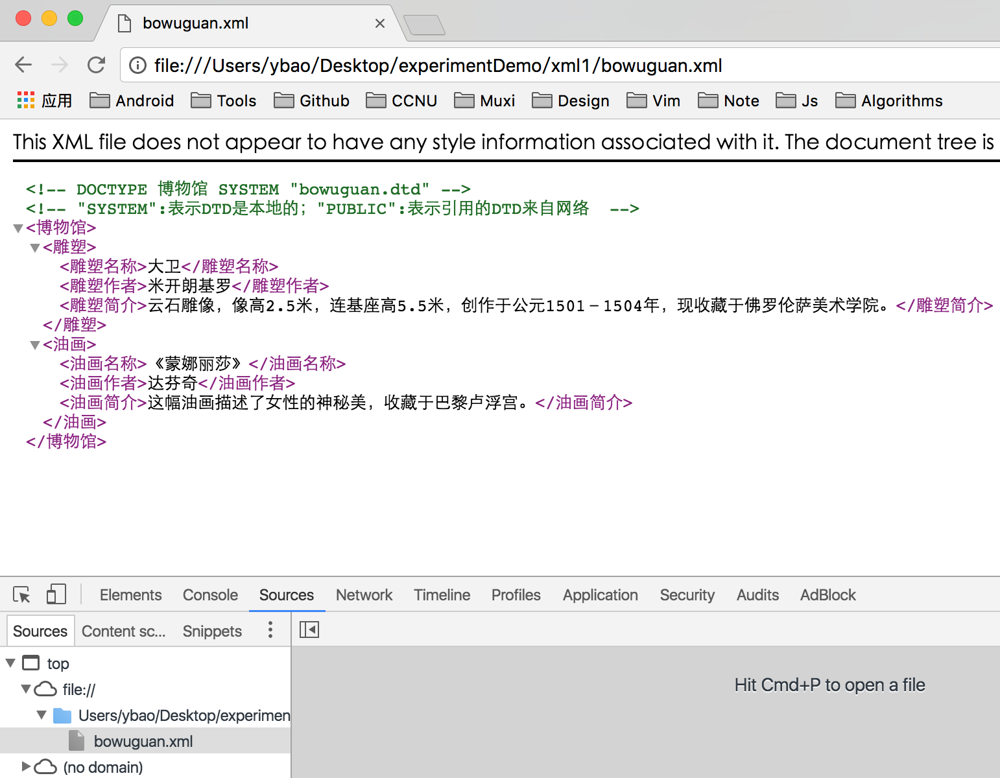 bowuguan.xml
file:///Users/ybao/Desktop/experimentDemo/xml1/bowuguan.xml
应用 Android Tools Github CCNU Muxi Design Vim Note Js Algorithms
This XML file does not appear to have any style information associated with it. The document tree is
<!-- DOCTYPE 博物馆 SYSTEM "bowuguan.dtd" -->
<!-- "SYSTEM":表示DTD是本地的；"PUBLIC":表示引用的DTD来自网络  -->
<博物馆>
<雕塑>
<雕塑名称>大卫</雕塑名称>
<雕塑作者>米开朗基罗</雕塑作者>
<雕塑简介>云石雕像，像高2.5米，连基座高5.5米，创作于公元1501－1504年，现收藏于佛罗伦萨美术学院。</雕塑简介>
</雕塑>
<油画>
<油画名称>《蒙娜丽莎》</油画名称>
<油画作者>达芬奇</油画作者>
<油画简介>这幅油画描述了女性的神秘美，收藏于巴黎卢浮宫。</油画简介>
</油画>
</博物馆>
Elements Console Sources Network Timeline Profiles Application Security Audits AdBlock
Sources Content sc... Snippets
top
file://
Users/ybao/Desktop/experimen
bowuguan.xml
(no domain)
Hit Cmd+P to open a file